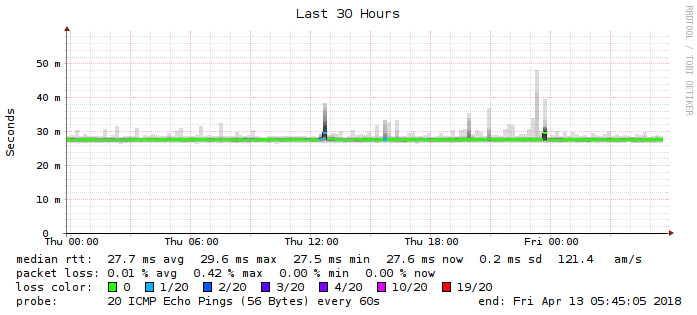 Last 30 Hours
RRDTOOL / TOBI OETIKER
Seconds
50 m
40 m
30 m
20 m
10 m
0
Thu 00:00 Thu 06:00 Thu 12:00 Thu 18:00 Fri 00:00
median rtt: 27.7 ms avg 29.6 ms max 27.5 ms min 27.6 ms now 0.2 ms sd 121.4 am/s
packet loss: 0.01 % avg 0.42 % max 0.00 % min 0.00 % now
loss color: 0 1/20 2/20 3/20 4/20 10/20 19/20
probe: 20 ICMP Echo Pings (56 Bytes) every 60s end: Fri Apr 13 05:45:05 2018